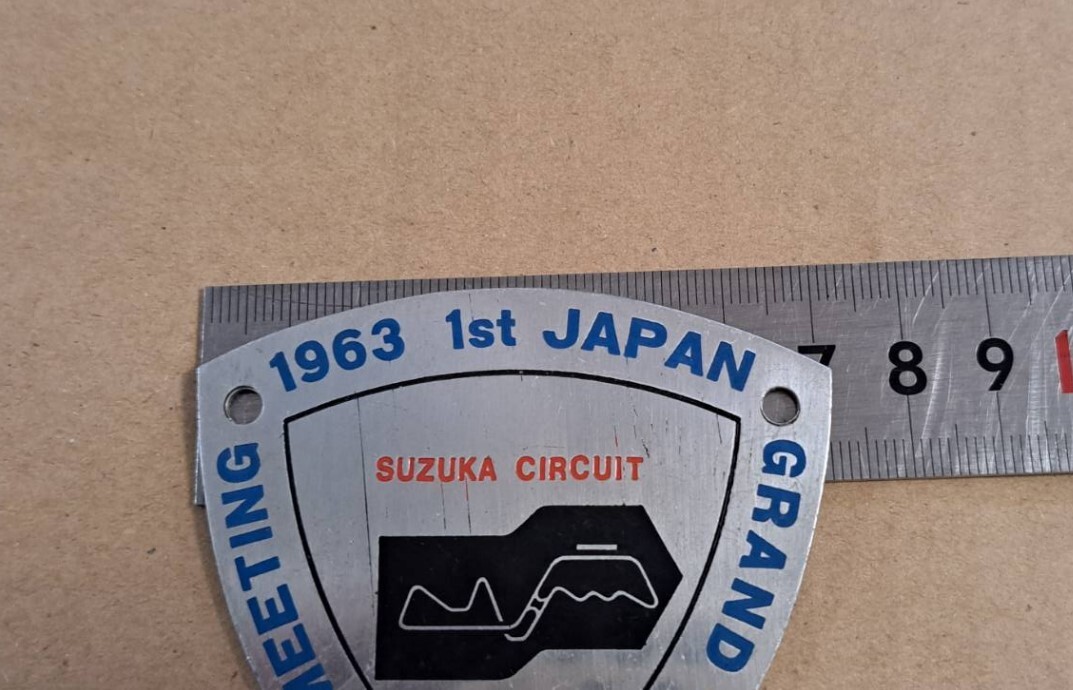 1963 1st JAPAN
GRAND
MEETING
SUZUKA CIRCUIT
7 8 9